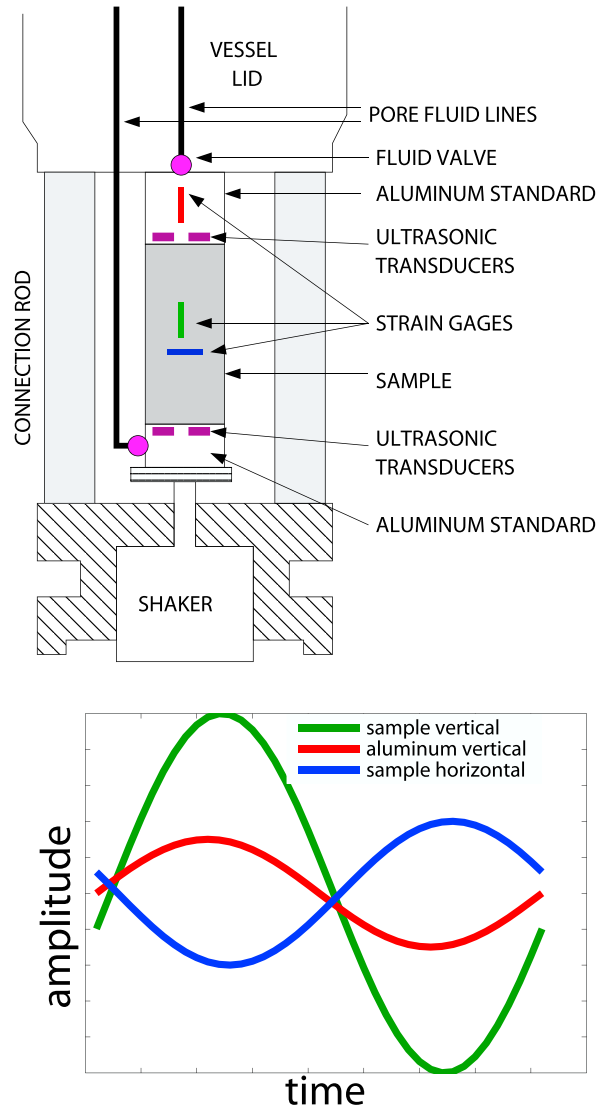 VESSEL
LID
PORE FLUID LINES
FLUID VALVE
ALUMINUM STANDARD
ULTRASONIC
TRANSDUCERS
CONNECTION ROD
STRAIN GAGES
SAMPLE
ULTRASONIC
TRANSDUCERS
ALUMINUM STANDARD
SHAKER
sample vertical
aluminum vertical
sample horizontal
amplitude
time